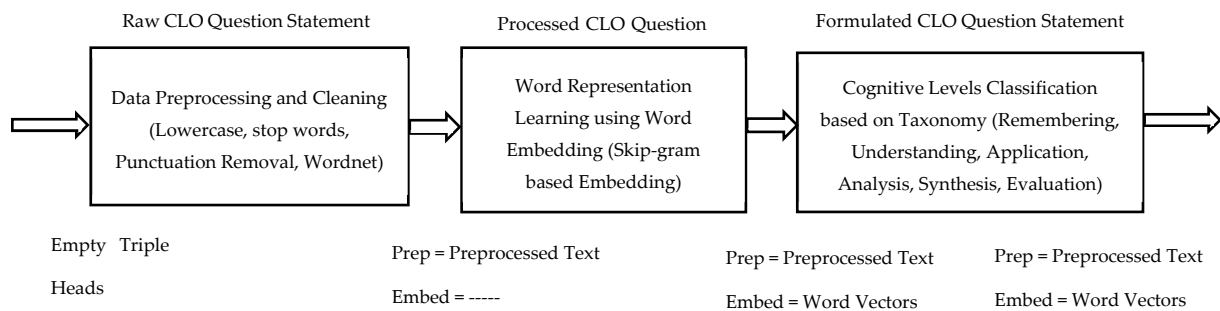 Raw CLO Question Statement
Processed CLO Question
Formulated CLO Question Statement
Data Preprocessing and Cleaning
(Lowercase, stop words,
Punctuation Removal, Wordnet)
Word Representation
Learning using Word
Embedding (Skip-gram
based Embedding)
Cognitive Levels Classification
based on Taxonomy (Remembering,
Understanding, Application,
Analysis, Synthesis, Evaluation)
Empty Triple
Heads
Prep = Preprocessed Text
Embed = -----
Prep = Preprocessed Text
Embed = Word Vectors
Prep = Preprocessed Text
Embed = Word Vectors